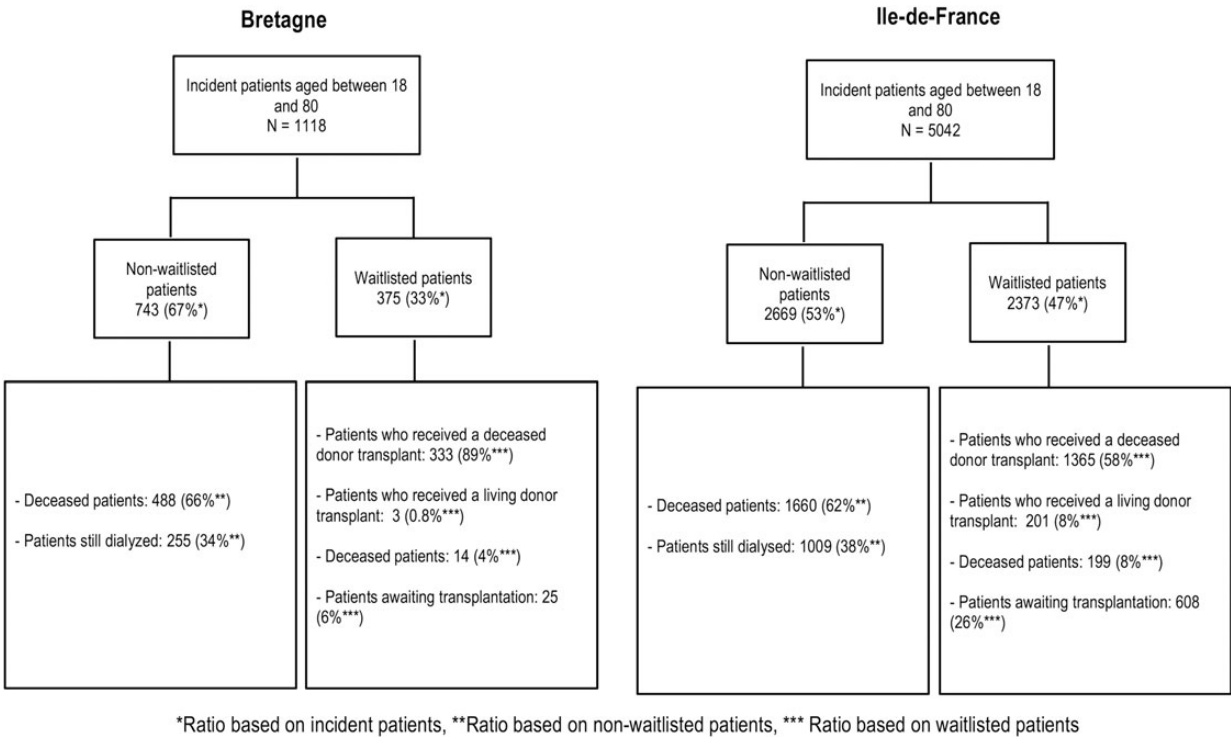 Bretagne
Incident patients aged between 18
and 80
N = 1118
Non-waitlisted
patients
743 (67%*)
Waitlisted patients
375 (33%*)
- Deceased patients: 488 (66%**)
- Patients still dialyzed: 255 (34%**)
- Patients who received a deceased
donor transplant: 333 (89%***)
- Patients who received a living donor
transplant: 3 (0.8%***)
- Deceased patients: 14 (4%***)
- Patients awaiting transplantation: 25
(6%***)
Ile-de-France
Incident patients aged between 18
and 80
N = 5042
Non-waitlisted
patients
2669 (53%*)
Waitlisted patients
2373 (47%*)
- Deceased patients: 1660 (62%**)
- Patients still dialysed: 1009 (38%**)
- Patients who received a deceased
donor transplant: 1365 (58%***)
- Patients who received a living donor
transplant: 201 (8%***)
- Deceased patients: 199 (8%***)
- Patients awaiting transplantation: 608
(26%***)
*Ratio based on incident patients, **Ratio based on non-waitlisted patients, *** Ratio based on waitlisted patients